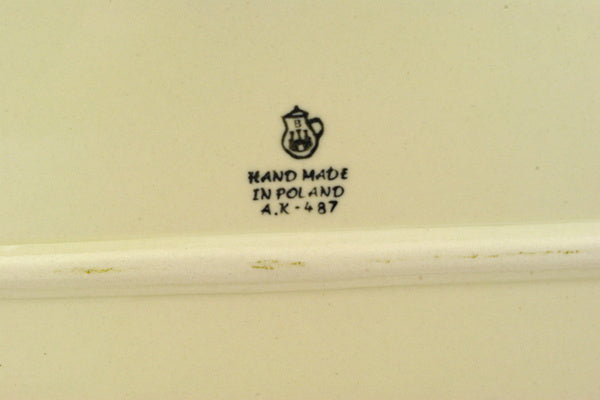 B
HAND MADE
IN POLAND
A.K - 487